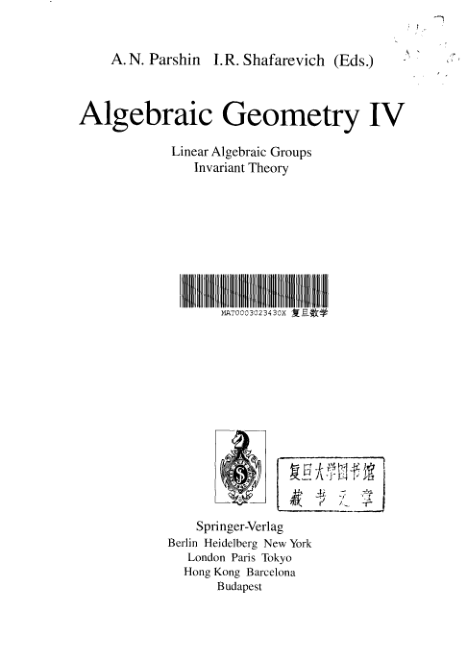 A. N. Parshin I. R. Shafarevich (Eds.)
Algebraic Geometry IV
Linear Algebraic Groups
Invariant Theory
MAT0003023430X 复旦数学
复旦大学图书馆
藏书之章
Springer-Verlag
Berlin Heidelberg New York
London Paris Tokyo
Hong Kong Barcelona
Budapest